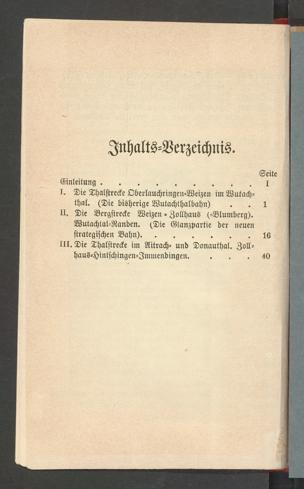 Inhalts-Verzeichnis.
Seite
Einleitung . . . . . . . . . I
I. Die Thalstrecke Oberlauchringen-Weizen im Wutach-
thal. (Die bisherige Wutachthalbahn) . . 1
II. Die Bergstrecke Weizen-Zollhaus (-Blumberg).
Wutachtal-Randen. (Die Glanzpartie der neuen
strategischen Bahn). . . . . . . 16
III. Die Thalstrecke im Aitrach- und Donauthal. Zoll-
haus-Hintschingen-Immendingen. . . . 40